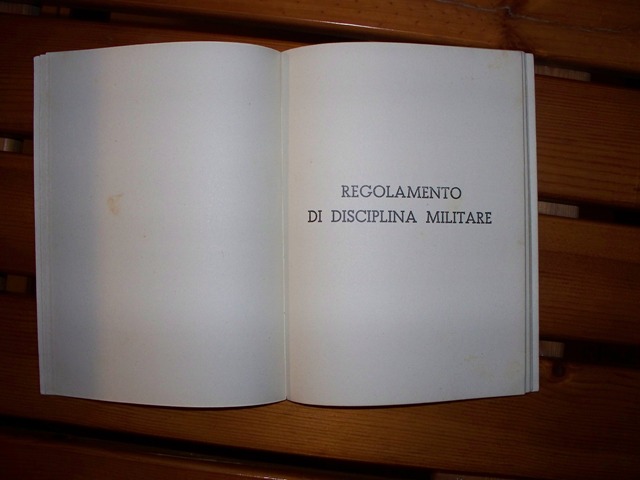 REGOLAMENTO
DI DISCIPLINA MILITARE